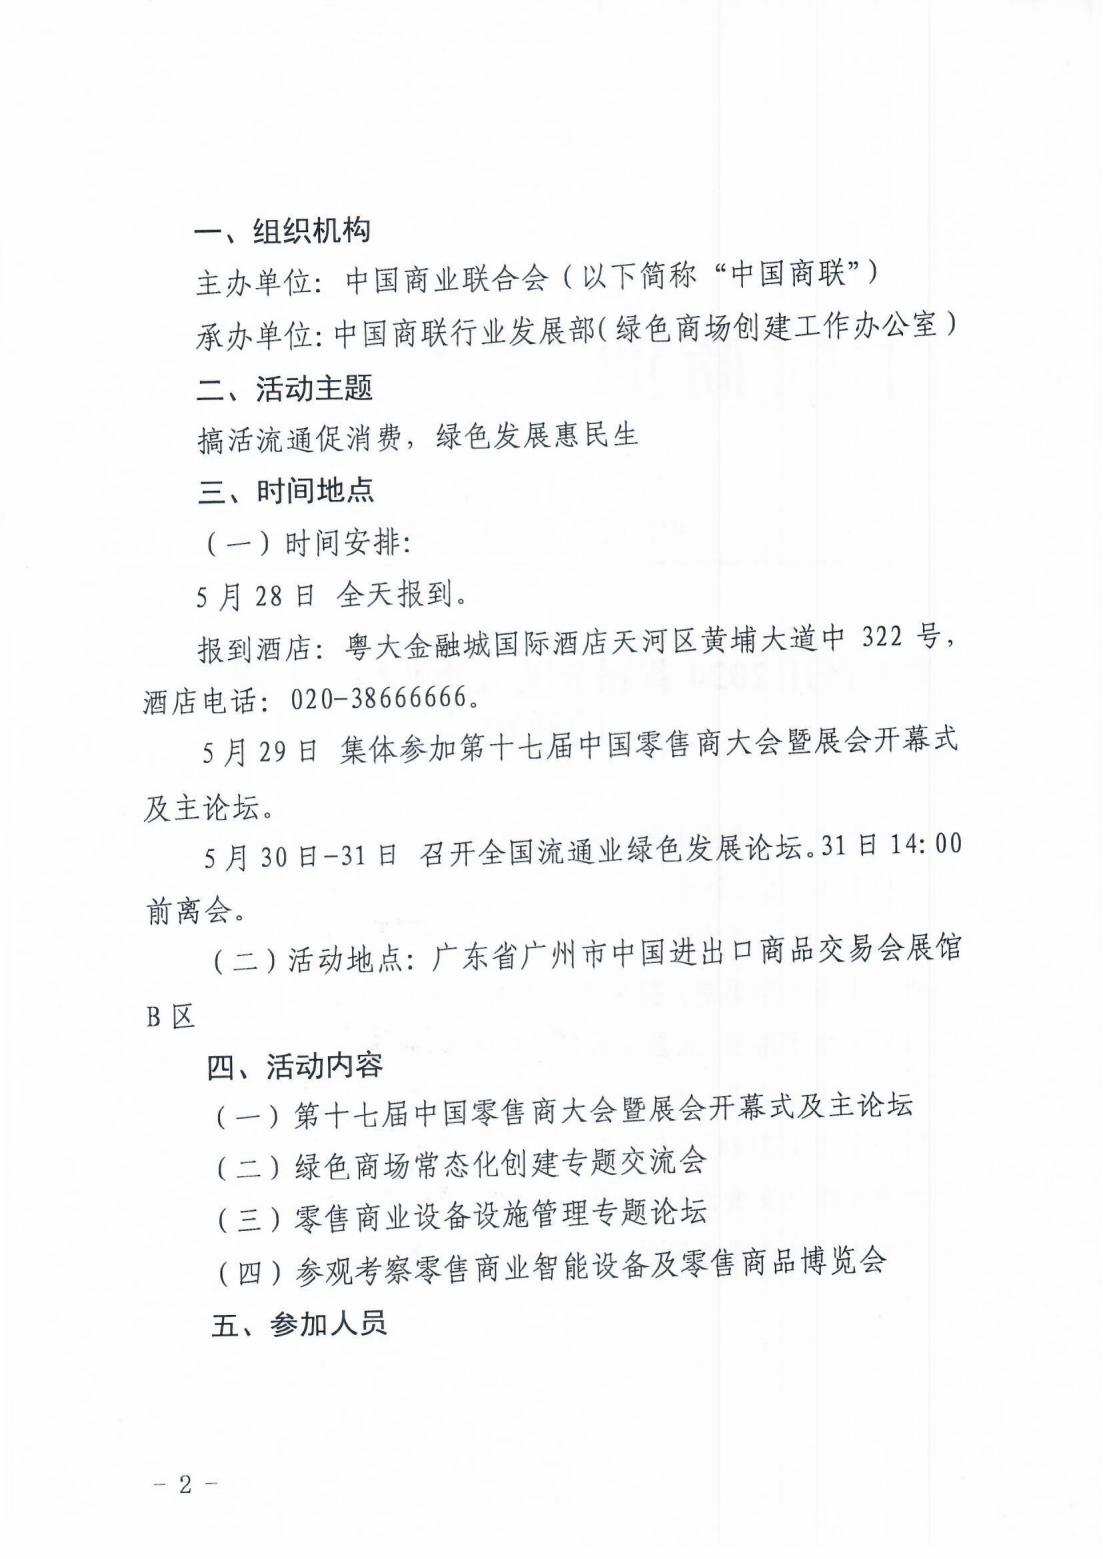 一、组织机构
主办单位：中国商业联合会（以下简称“中国商联”）
承办单位：中国商联行业发展部（绿色商场创建工作办公室）
二、活动主题
搞活流通促消费，绿色发展惠民生
三、时间地点
（一）时间安排：
5月28日 全天报到。
报到酒店：粤大金融城国际酒店天河区黄埔大道中 322 号，
酒店电话：020-38666666。
5月29日 集体参加第十七届中国零售商大会暨展会开幕式
及主论坛。
5月30日-31日 召开全国流通业绿色发展论坛。31日14：00
前离会。
（二）活动地点：广东省广州市中国进出口商品交易会展馆
B区
四、活动内容
（一）第十七届中国零售商大会暨展会开幕式及主论坛
（二）绿色商场常态化创建专题交流会
（三）零售商业设备设施管理专题论坛
（四）参观考察零售商业智能设备及零售商品博览会
五、参加人员
- 2 -